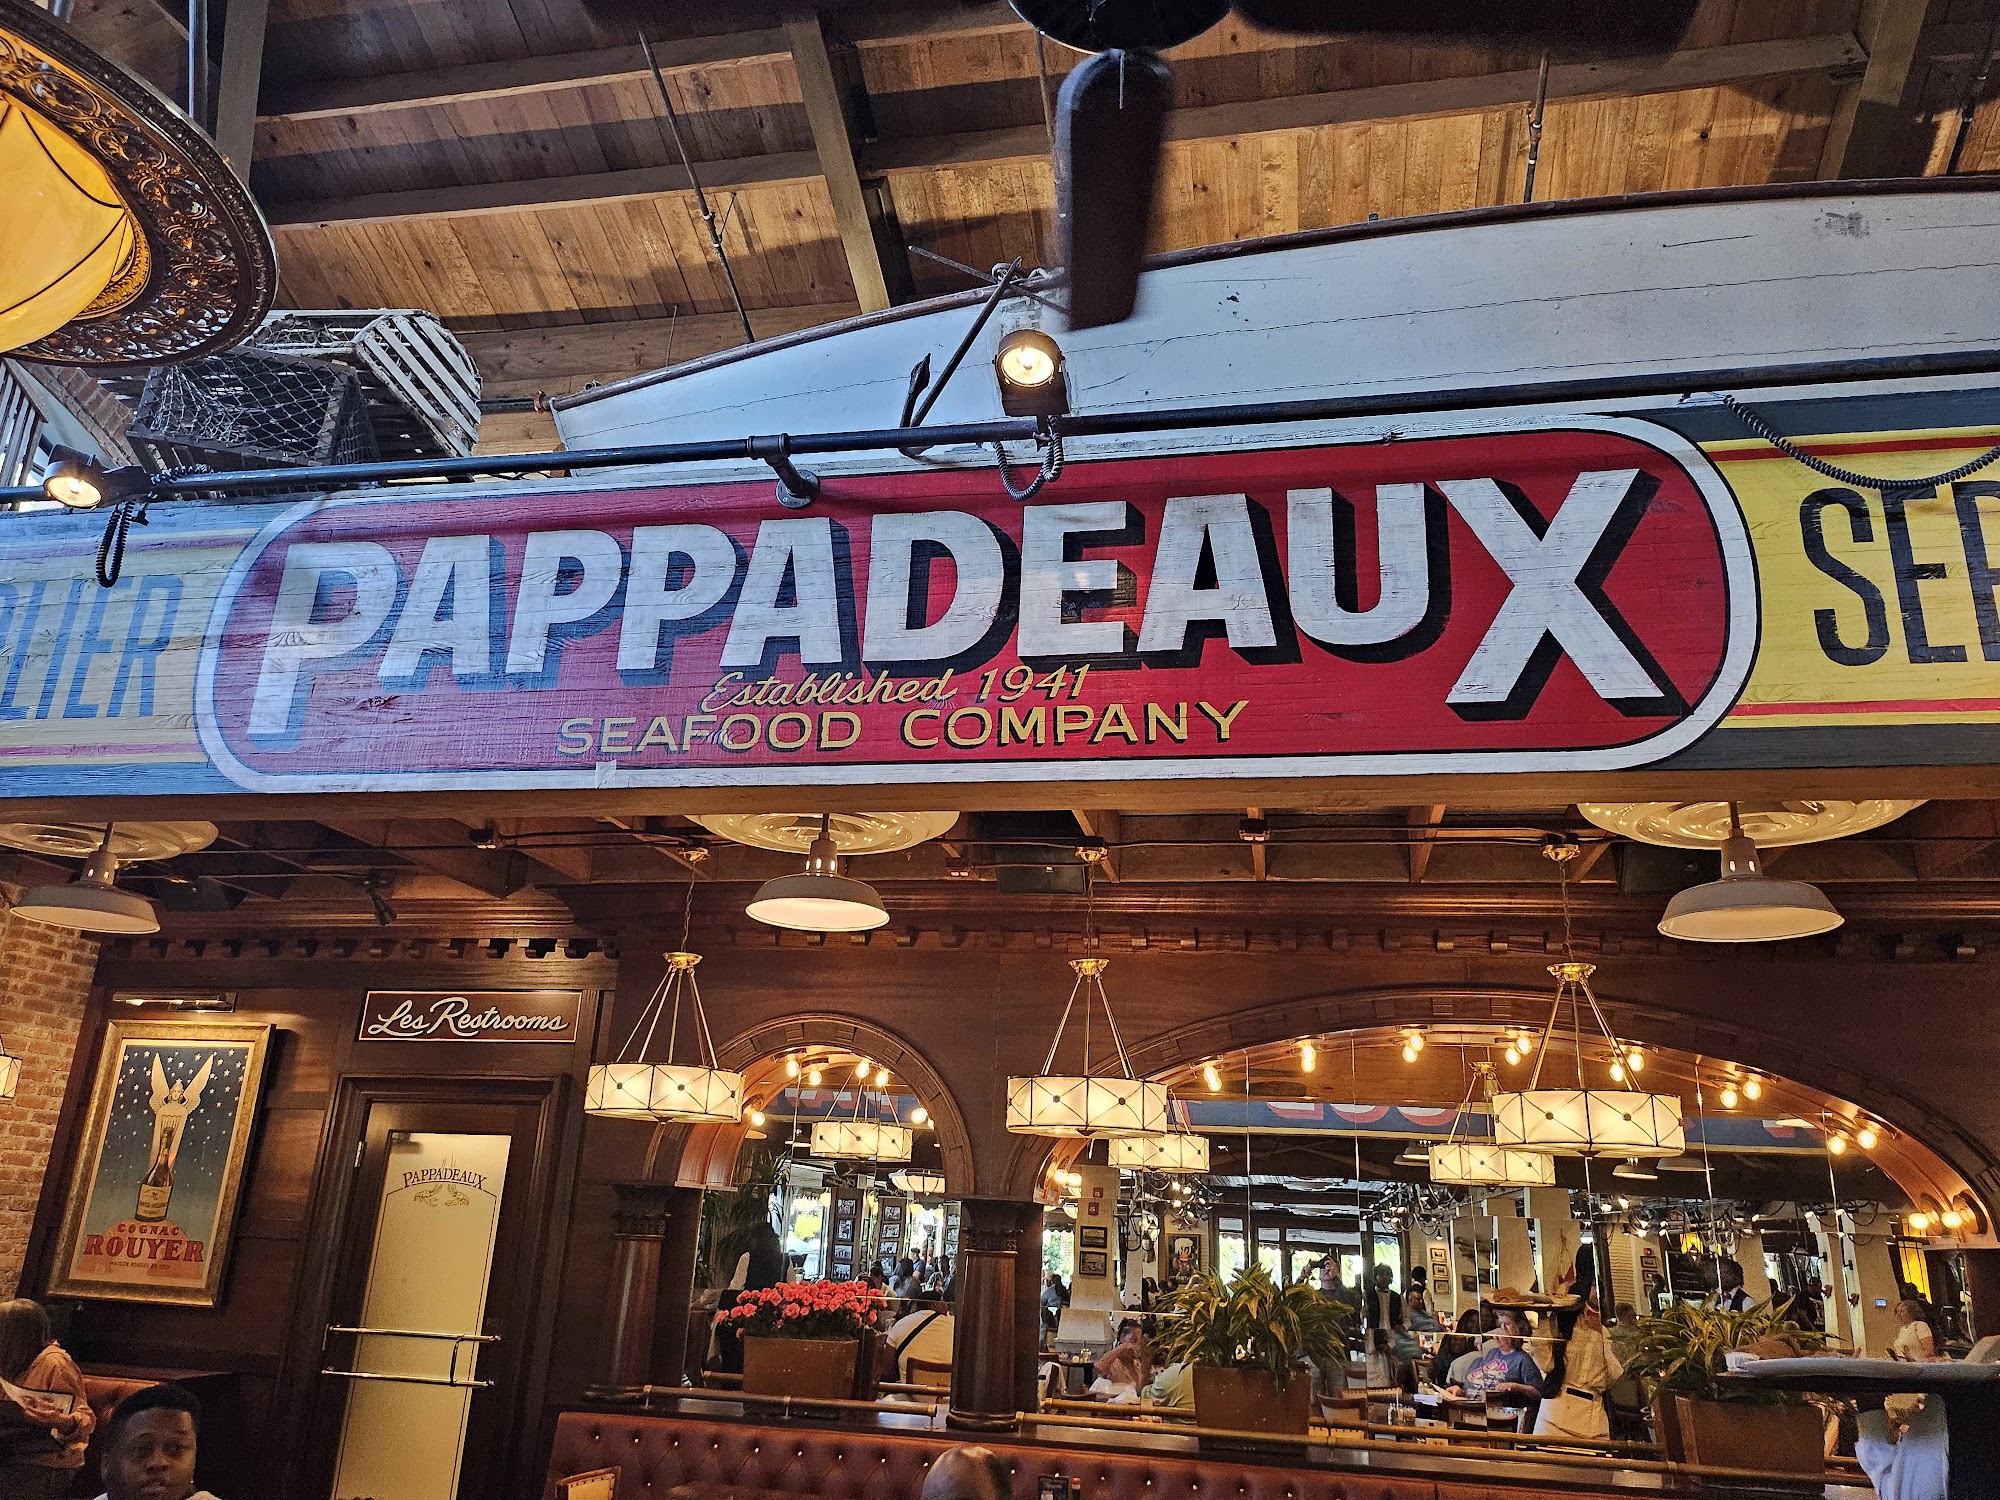 PAPPADEAUX
Established 1941
SEAFOOD COMPANY
Les Restrooms
PAPPADEAUX
COGNAC
ROUYER